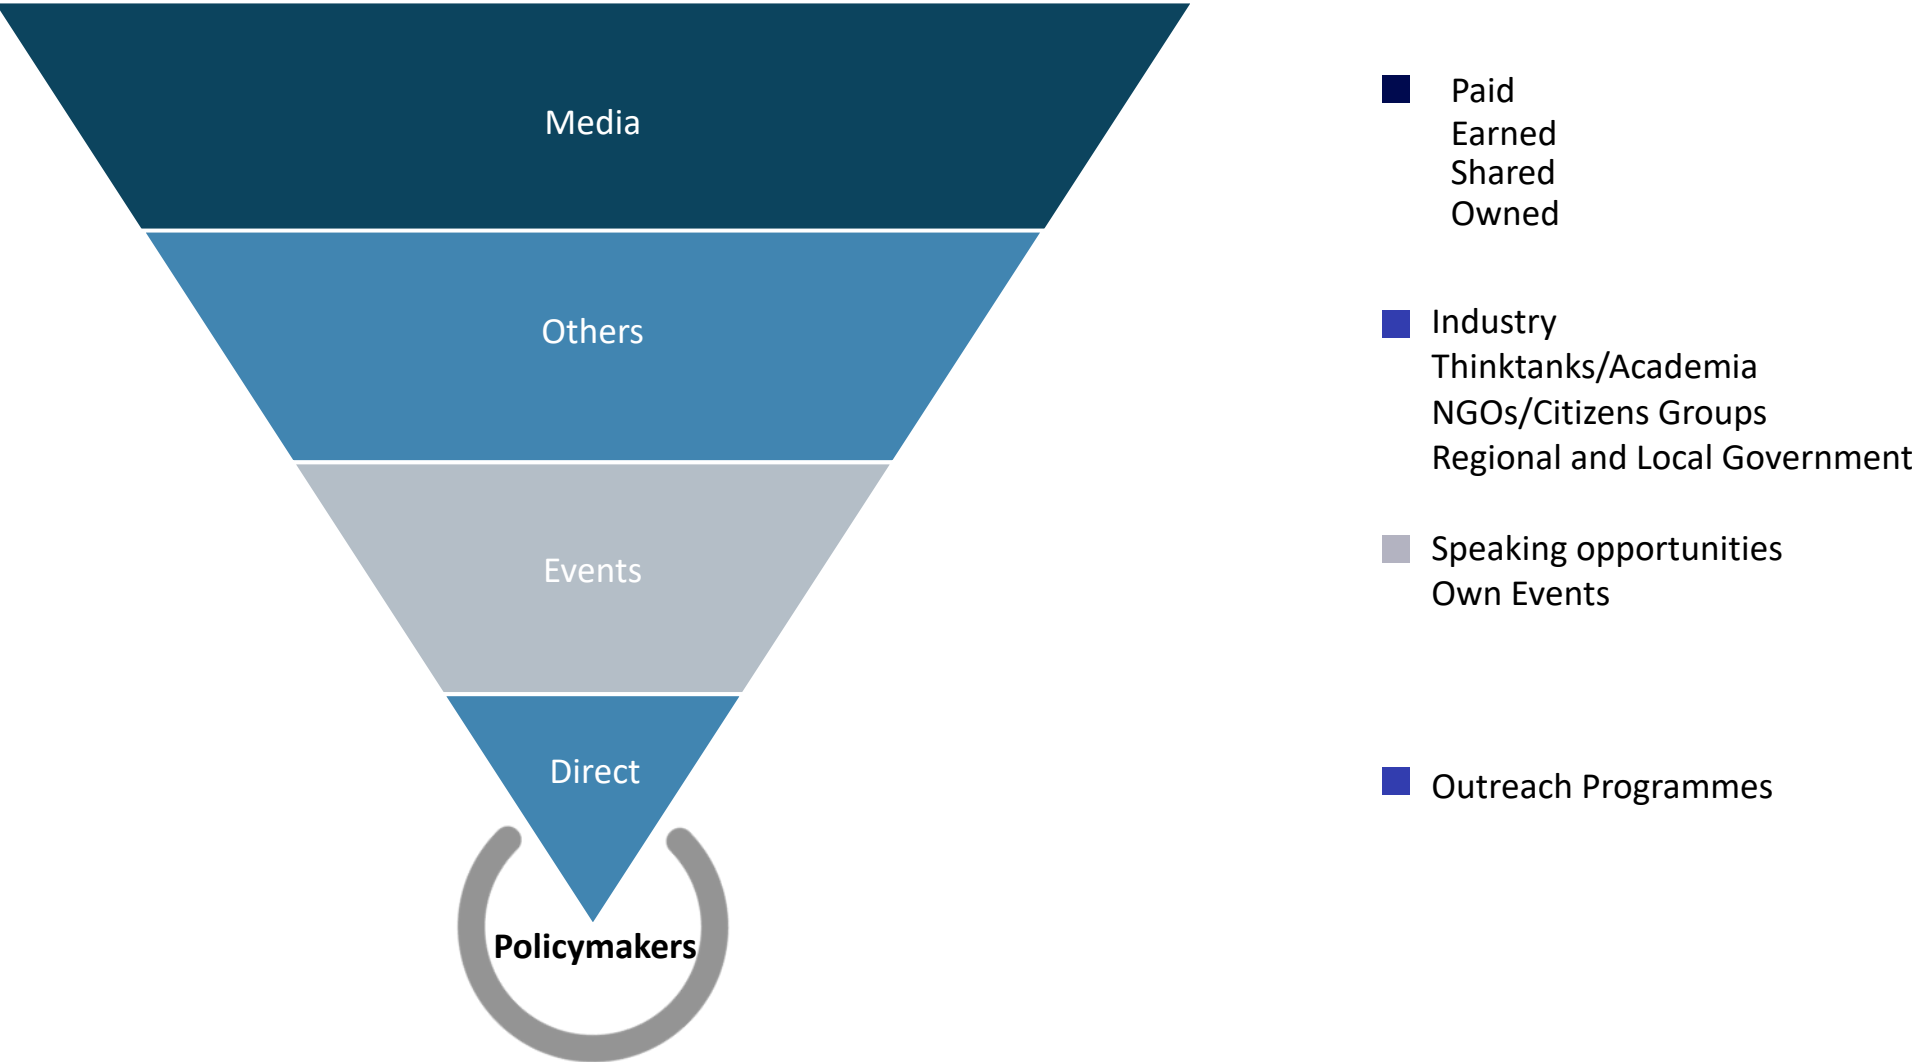 Media
Paid
Earned
Shared
Owned
Others
Industry
Thinktanks/Academia
NGOs/Citizens Groups
Regional and Local Government
Events
Speaking opportunities
Own Events
Direct
Outreach Programmes
Policymakers